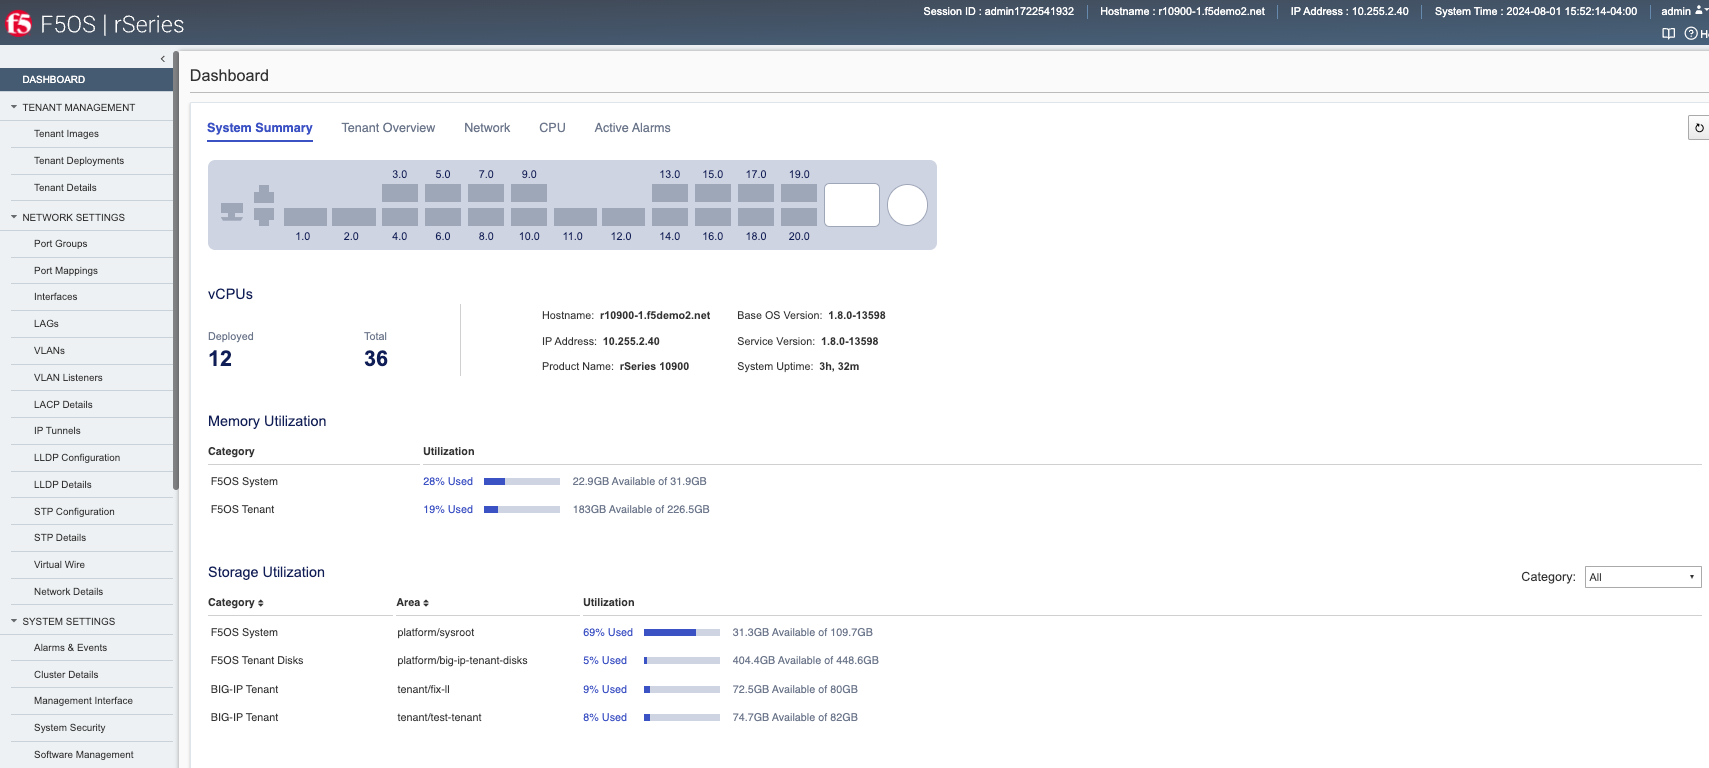 f5 F5OS | rSeries
Session ID : admin1722541932 Hostname : r10900-1.f5demo2.net IP Address : 10.255.2.40 System Time : 2024-08-01 15:52:14-04:00 admin
DASHBOARD
TENANT MANAGEMENT
Tenant Images
Tenant Deployments
Tenant Details
NETWORK SETTINGS
Port Groups
Port Mappings
Interfaces
LAGs
VLANs
VLAN Listeners
LACP Details
IP Tunnels
LLDP Configuration
LLDP Details
STP Configuration
STP Details
Virtual Wire
Network Details
SYSTEM SETTINGS
Alarms & Events
Cluster Details
Management Interface
System Security
Software Management
Dashboard
System Summary Tenant Overview Network CPU Active Alarms
3.0 5.0 7.0 9.0 13.0 15.0 17.0 19.0
1.0 2.0 4.0 6.0 8.0 10.0 11.0 12.0 14.0 16.0 18.0 20.0
vCPUs
Deployed Total
12 36
Hostname: r10900-1.f5demo2.net Base OS Version: 1.8.0-13598
IP Address: 10.255.2.40 Service Version: 1.8.0-13598
Product Name: rSeries 10900 System Uptime: 3h, 32m
Memory Utilization
Category Utilization
F5OS System 28% Used 22.9GB Available of 31.9GB
F5OS Tenant 19% Used 183GB Available of 226.5GB
Storage Utilization
Category: All
Category Area Utilization
F5OS System platform/sysroot 69% Used 31.3GB Available of 109.7GB
F5OS Tenant Disks platform/big-ip-tenant-disks 5% Used 404.4GB Available of 448.6GB
BIG-IP Tenant tenant/fix-ll 9% Used 72.5GB Available of 80GB
BIG-IP Tenant tenant/test-tenant 8% Used 74.7GB Available of 82GB